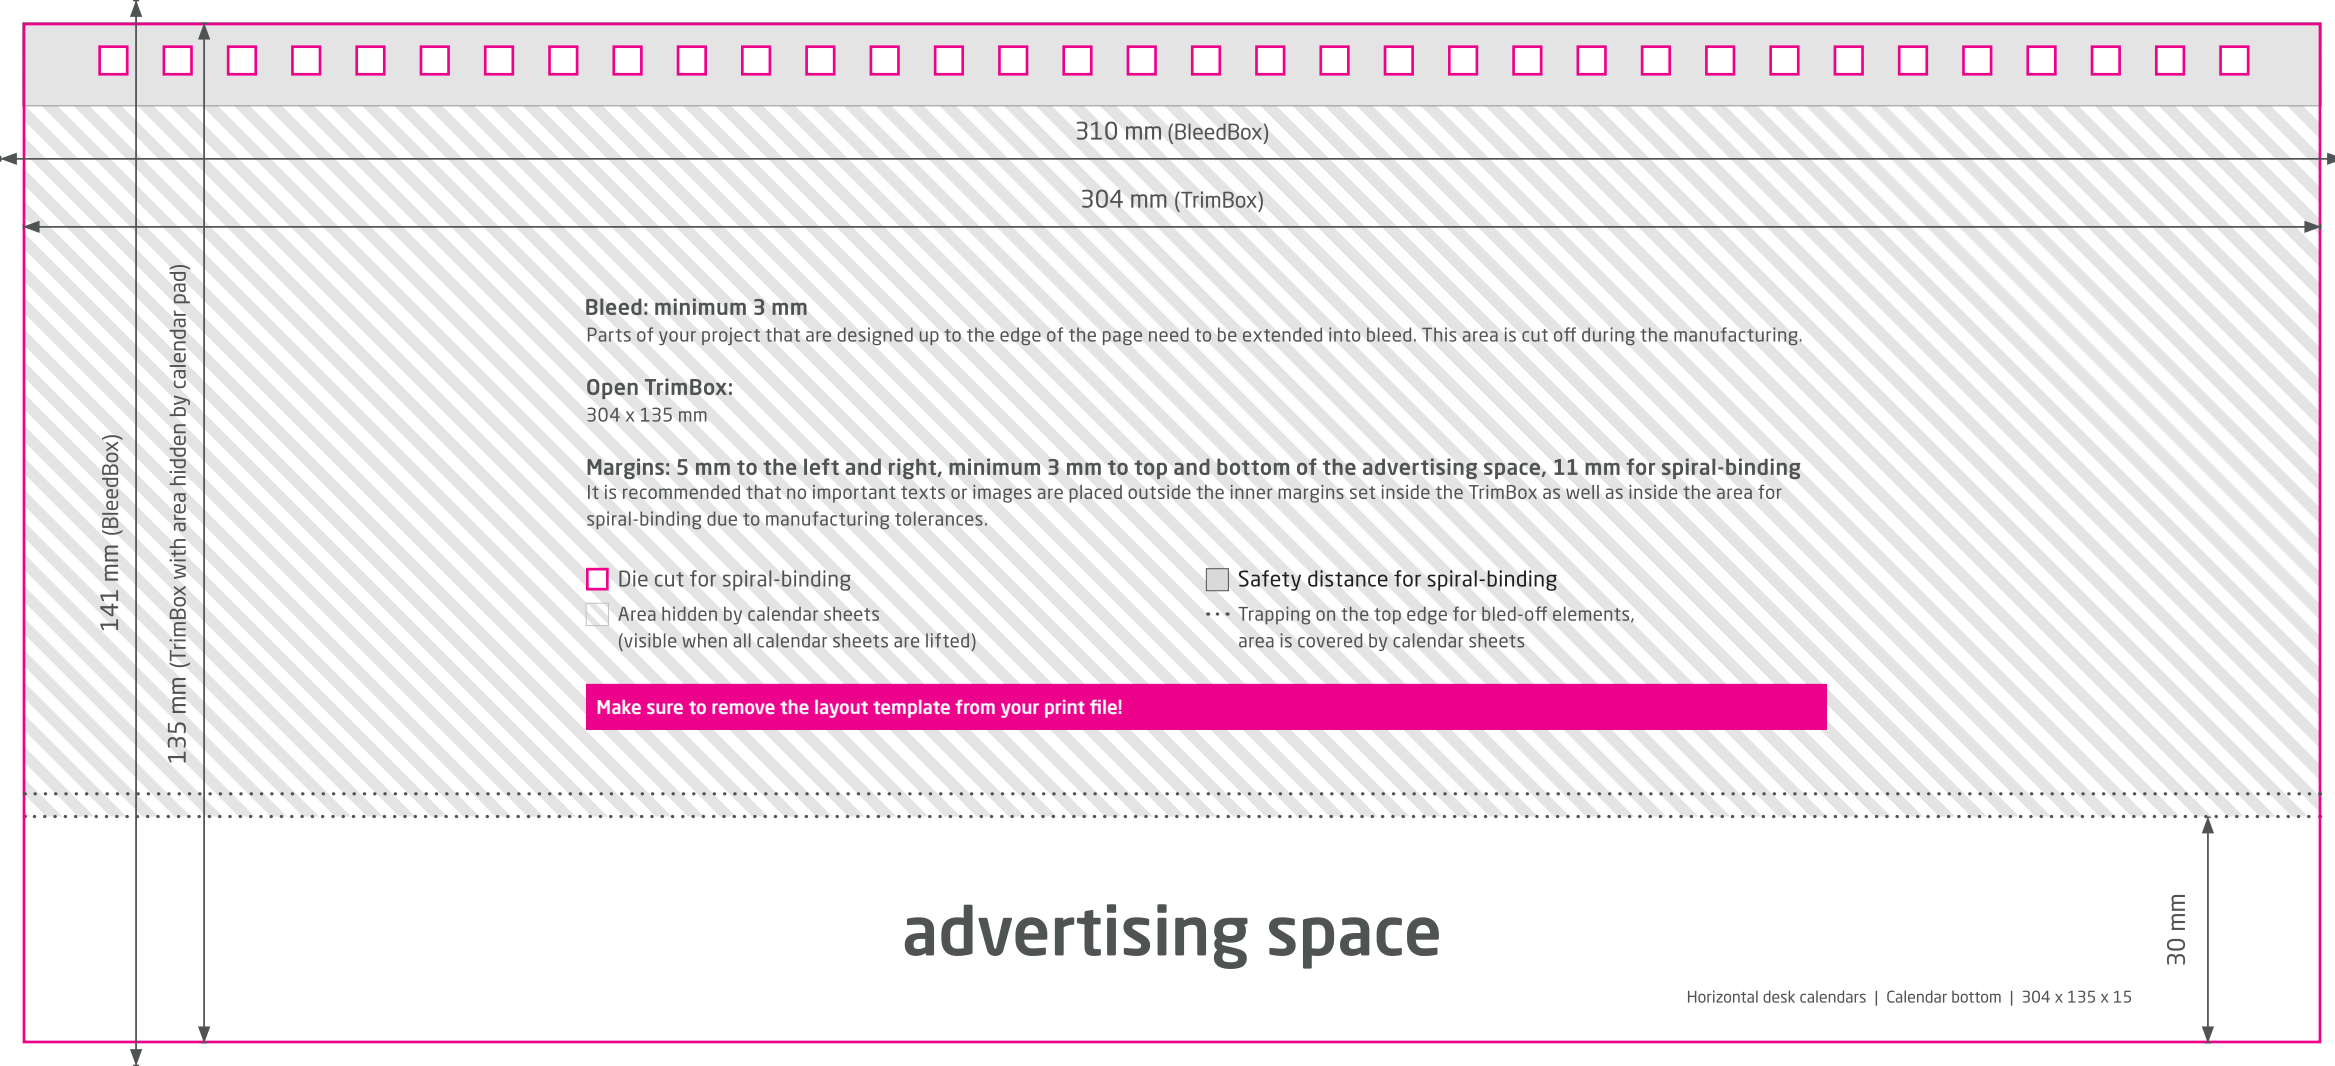 310 mm (BleedBox)
304 mm (TrimBox)
141 mm (BleedBox)
135 mm (TrimBox with area hidden by calendar pad)
Bleed: minimum 3 mm
Parts of your project that are designed up to the edge of the page need to be extended into bleed. This area is cut off during the manufacturing.
Open TrimBox:
304 x 135 mm
Margins: 5 mm to the left and right, minimum 3 mm to top and bottom of the advertising space, 11 mm for spiral-binding
It is recommended that no important texts or images are placed outside the inner margins set inside the TrimBox as well as inside the area for
spiral-binding due to manufacturing tolerances.
Die cut for spiral-binding
Area hidden by calendar sheets
(visible when all calendar sheets are lifted)
Safety distance for spiral-binding
Trapping on the top edge for bled-off elements,
area is covered by calendar sheets
Make sure to remove the layout template from your print file!
advertising space
30 mm
Horizontal desk calendars | Calendar bottom | 304 x 135 x 15